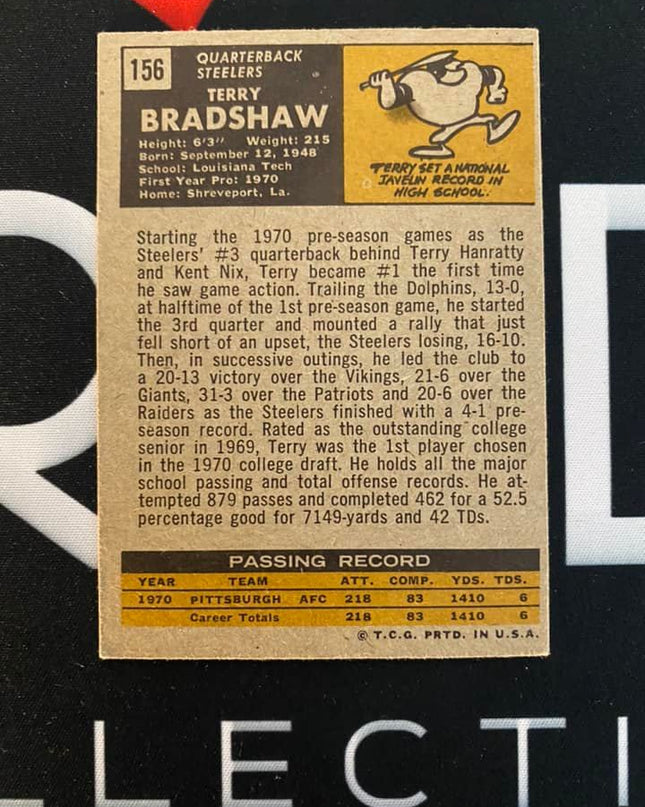 156
QUARTERBACK
STEELERS
TERRY
BRADSHAW
Height: 6'3" Weight: 215
Born: September 12, 1948
School: Louisiana Tech
First Year Pro: 1970
Home: Shreveport, La.
TERRY SET A NATIONAL
JAVELIN RECORD IN
HIGH SCHOOL.
Starting the 1970 pre-season games as the
Steelers' #3 quarterback behind Terry Hanratty
and Kent Nix, Terry became #1 the first time
he saw game action. Trailing the Dolphins, 13-0,
at halftime of the 1st pre-season game, he started
the 3rd quarter and mounted a rally that just
fell short of an upset, the Steelers losing, 16-10.
Then, in successive outings, he led the club to
a 20-13 victory over the Vikings, 21-6 over the
Giants, 31-3 over the Patriots and 20-6 over the
Raiders as the Steelers finished with a 4-1 pre-
season record. Rated as the outstanding college
senior in 1969, Terry was the 1st player chosen
in the 1970 college draft. He holds all the major
school passing and total offense records. He at-
tempted 879 passes and completed 462 for a 52.5
percentage good for 7149-yards and 42 TDs.
PASSING RECORD
YEAR TEAM ATT. COMP. YDS. TDS.
1970 PITTSBURGH AFC 218 83 1410 6
Career Totals 218 83 1410 6
© T.C.G. PRTD. IN U.S.A.
LLECTI